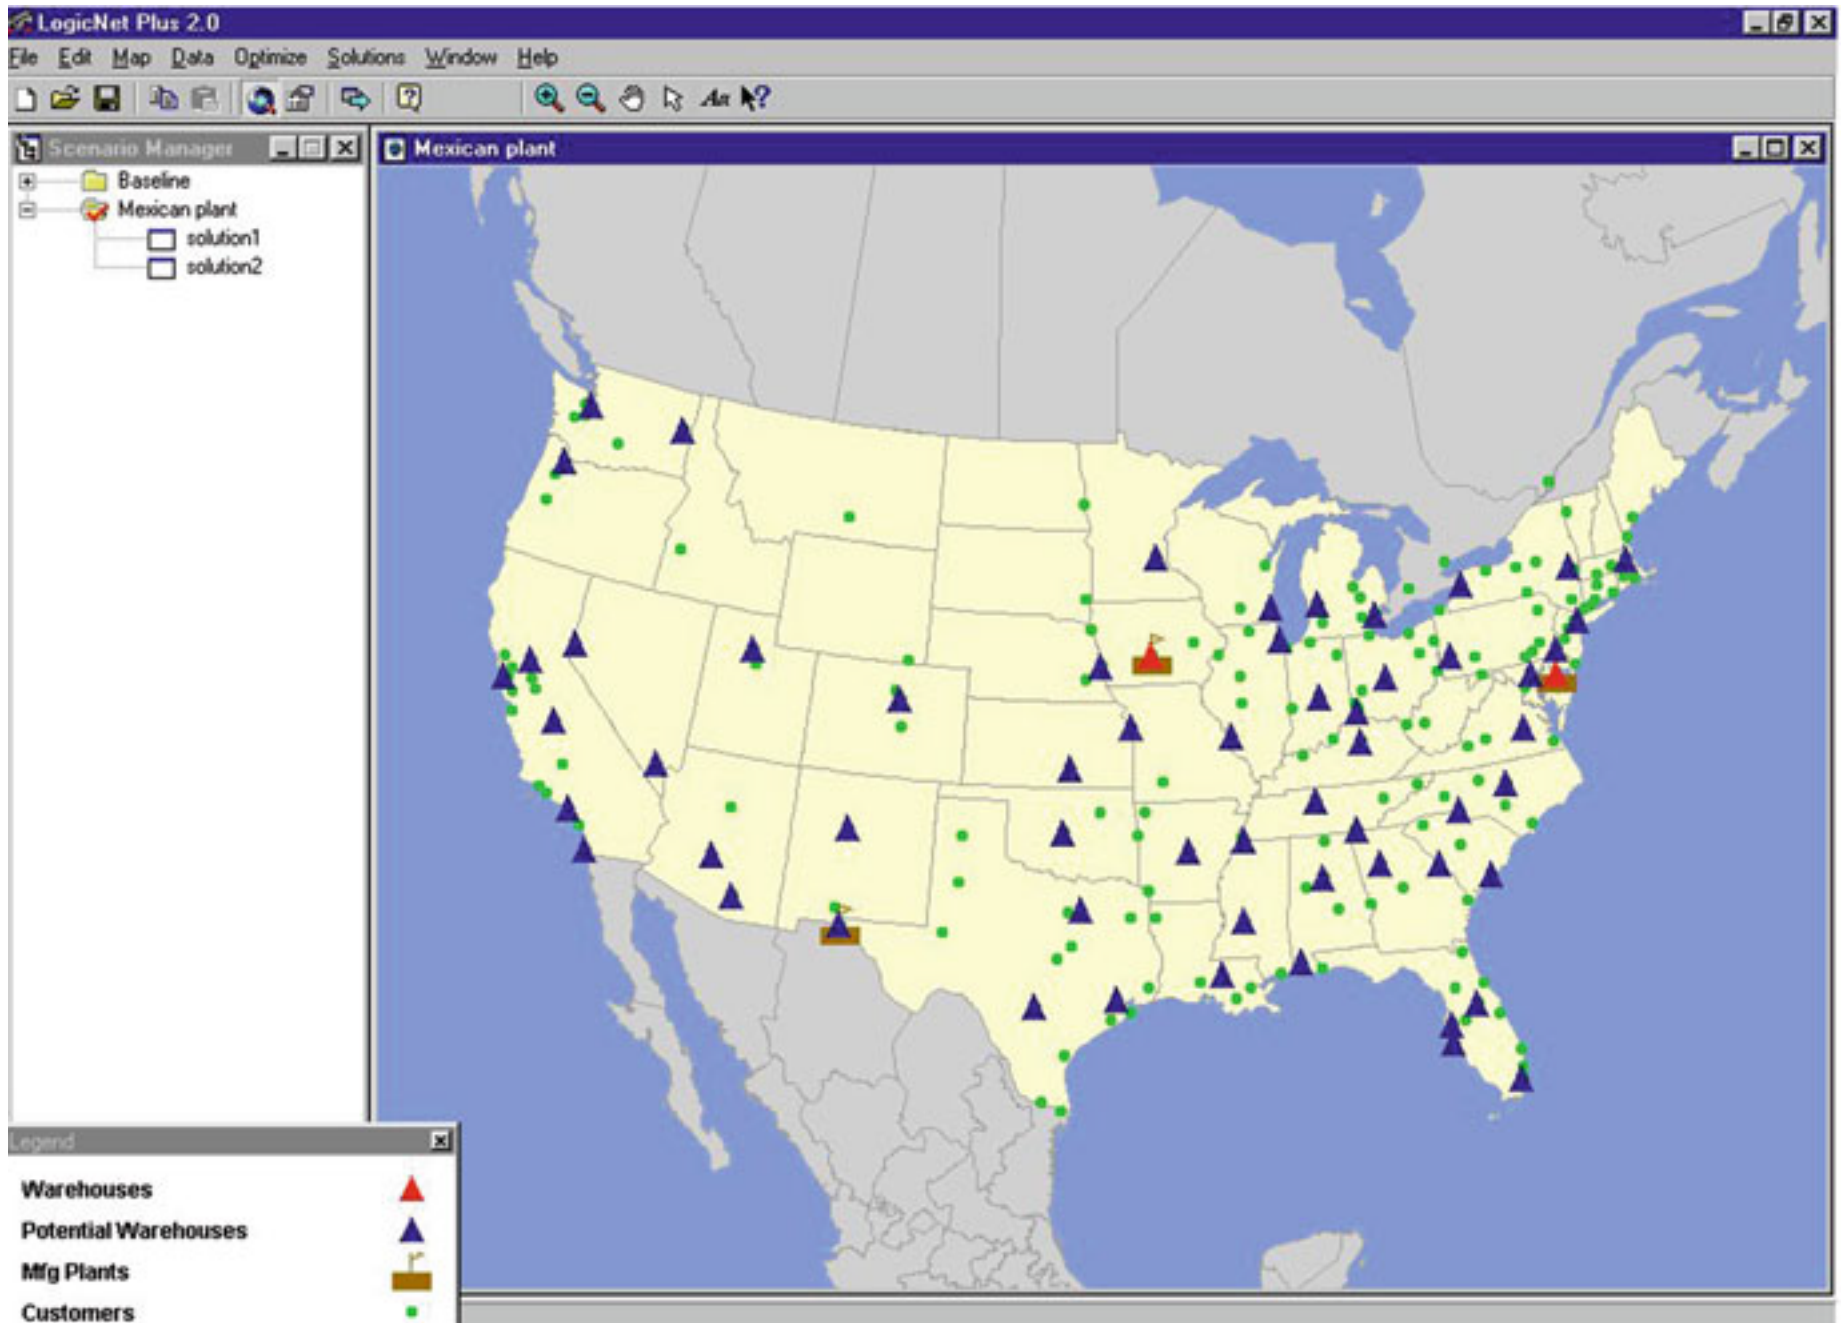 LogicNet Plus 2.0
File Edit Map Data Optimize Solutions Window Help
Aa ?
Scenario Manager
Baseline
Mexican plant
solution1
solution2
Mexican plant
Legend
Warehouses
Potential Warehouses
Mfg Plants
Customers